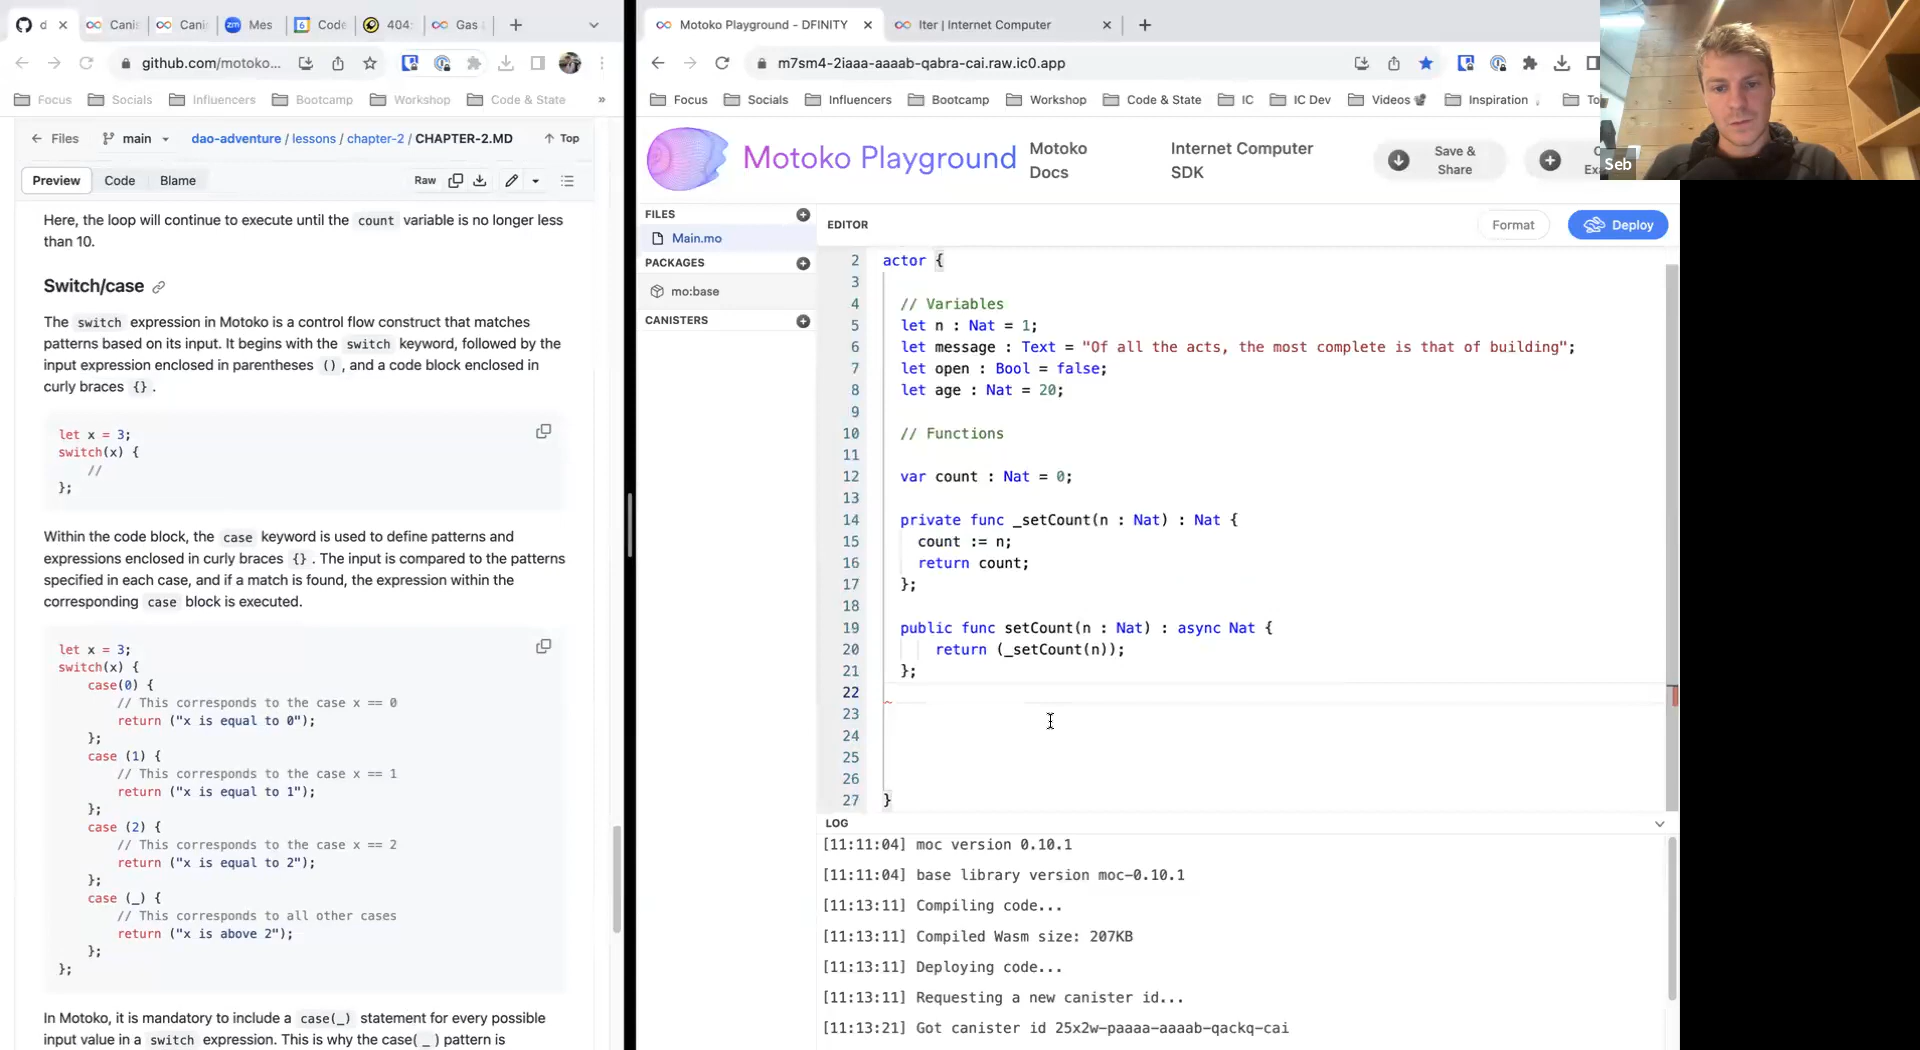 d
Canis
Canis
Mes
Code
404:
Gas
github.com/motoko...
Focus
Socials
Influencers
Bootcamp
Workshop
Code & State
»
Files
main
dao-adventure / lessons / chapter-2 / CHAPTER-2.MD
Top
Preview
Code
Blame
Raw
Here, the loop will continue to execute until the count variable is no longer less
than 10.
Switch/case
The switch expression in Motoko is a control flow construct that matches
patterns based on its input. It begins with the switch keyword, followed by the
input expression enclosed in parentheses (), and a code block enclosed in
curly braces {}.
let x = 3;
switch(x) {
//
};
Within the code block, the case keyword is used to define patterns and
expressions enclosed in curly braces {}. The input is compared to the patterns
specified in each case, and if a match is found, the expression within the
corresponding case block is executed.
let x = 3;
switch(x) {
case(0) {
// This corresponds to the case x == 0
return ("x is equal to 0");
};
case (1) {
// This corresponds to the case x == 1
return ("x is equal to 1");
};
case (2) {
// This corresponds to the case x == 2
return ("x is equal to 2");
};
case (_) {
// This corresponds to all other cases
return ("x is above 2");
};
};
In Motoko, it is mandatory to include a case(_) statement for every possible
input value in a switch expression. This is why the case( _ ) pattern is
Motoko Playground - DFINITY
Iter | Internet Computer
m7sm4-2iaaa-aaaab-qabra-cai.raw.ic0.app
Focus
Socials
Influencers
Bootcamp
Workshop
Code & State
IC
IC Dev
Videos
Inspiration
To
Seb
Motoko Playground
Motoko
Docs
Internet Computer
SDK
Save &
Share
FILES
Main.mo
PACKAGES
mo:base
CANISTERS
EDITOR
Format
Deploy
2 actor {
3
4 // Variables
5 let n : Nat = 1;
6 let message : Text = "Of all the acts, the most complete is that of building";
7 let open : Bool = false;
8 let age : Nat = 20;
9
10 // Functions
11
12 var count : Nat = 0;
13
14 private func _setCount(n : Nat) : Nat {
15 count := n;
16 return count;
17 };
18
19 public func setCount(n : Nat) : async Nat {
20 return (_setCount(n));
21 };
22
23
24
25
26
27 }
LOG
[11:11:04] moc version 0.10.1
[11:11:04] base library version moc-0.10.1
[11:13:11] Compiling code...
[11:13:11] Compiled Wasm size: 207KB
[11:13:11] Deploying code...
[11:13:11] Requesting a new canister id...
[11:13:21] Got canister id 25x2w-paaaa-aaaab-qackq-cai